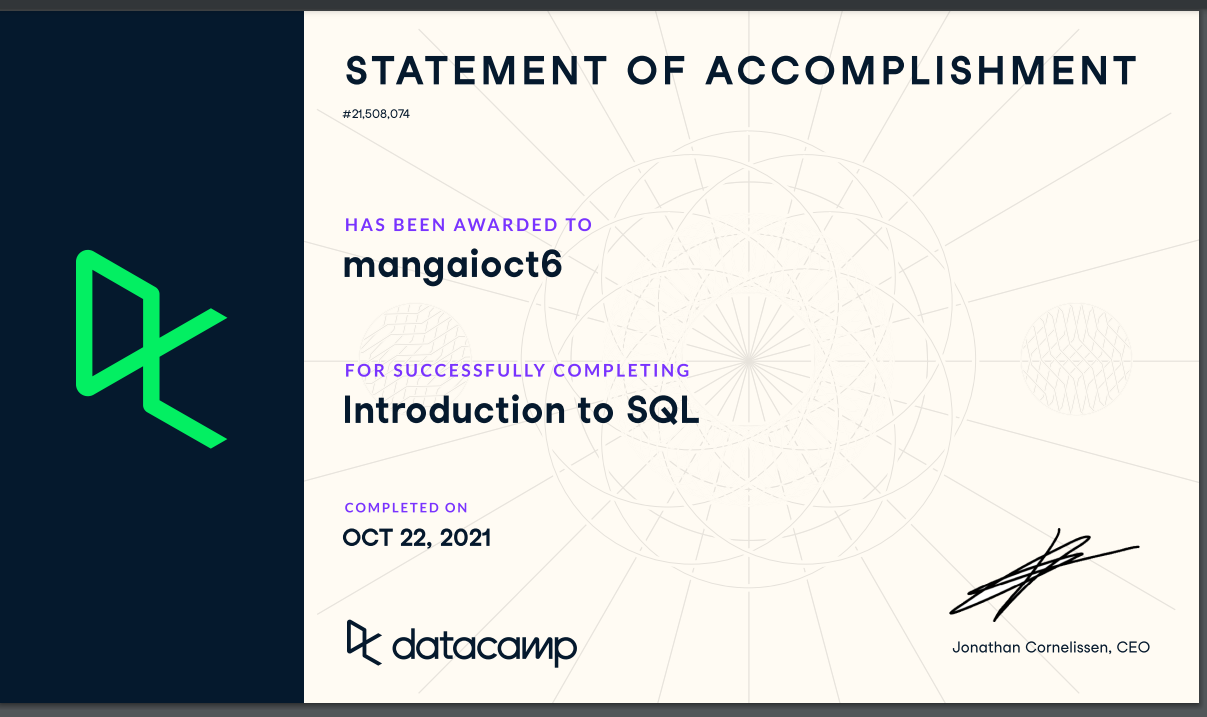 STATEMENT OF ACCOMPLISHMENT
#21,508,074
HAS BEEN AWARDED TO
mangaioct6
FOR SUCCESSFULLY COMPLETING
Introduction to SQL
COMPLETED ON
OCT 22, 2021
datacamp
Jonathan Cornelissen, CEO